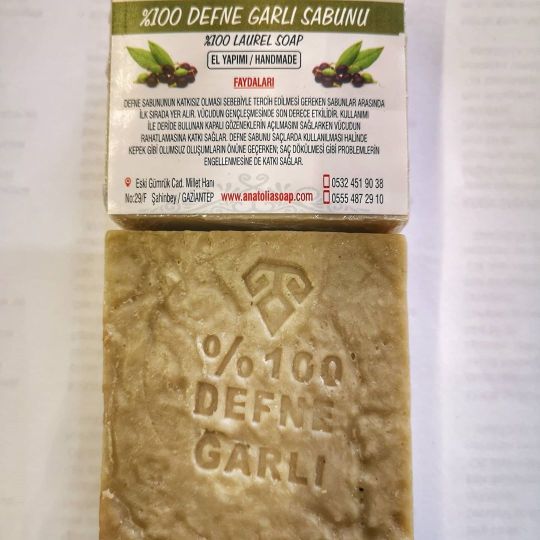 %100 DEFNE GARLI SABUNU
%100 LAUREL SOAP
EL YAPIMI / HANDMADE
FAYDALARI
DEFNE SABUNUNUN KATKISIZ OLMASI SEBEBİYLE TERCİH EDİLMESİ GEREKEN SABUNLAR ARASINDA
İLK SIRADA YER ALIR. VÜCUDUN GENÇLEŞMESİNDE SON DERECE ETKİLİDİR. KULLANIMI
İLE DERİDE BULUNAN KAPALI GÖZENEKLERİN AÇILMASINI SAĞLARKEN VÜCUDUN
RAHATLAMASINA KATKI SAĞLAR. DEFNE SABUNU SAÇLARDA KULLANILMASI HALİNDE
KEPEK GİBİ OLUMSUZ OLUŞUMLARIN ÖNÜNE GEÇERKEN; SAÇ DÖKÜLMESİ GİBİ PROBLEMLERİN
ENGELLENMESİNE DE KATKI SAĞLAR.
Eski Gümrük Cad. Millet Hanı
No:29/F Şahinbey / GAZİANTEP
www.anatoliasoap.com
0532 451 90 38
0555 487 29 10
%100
DEFNE
GARLI